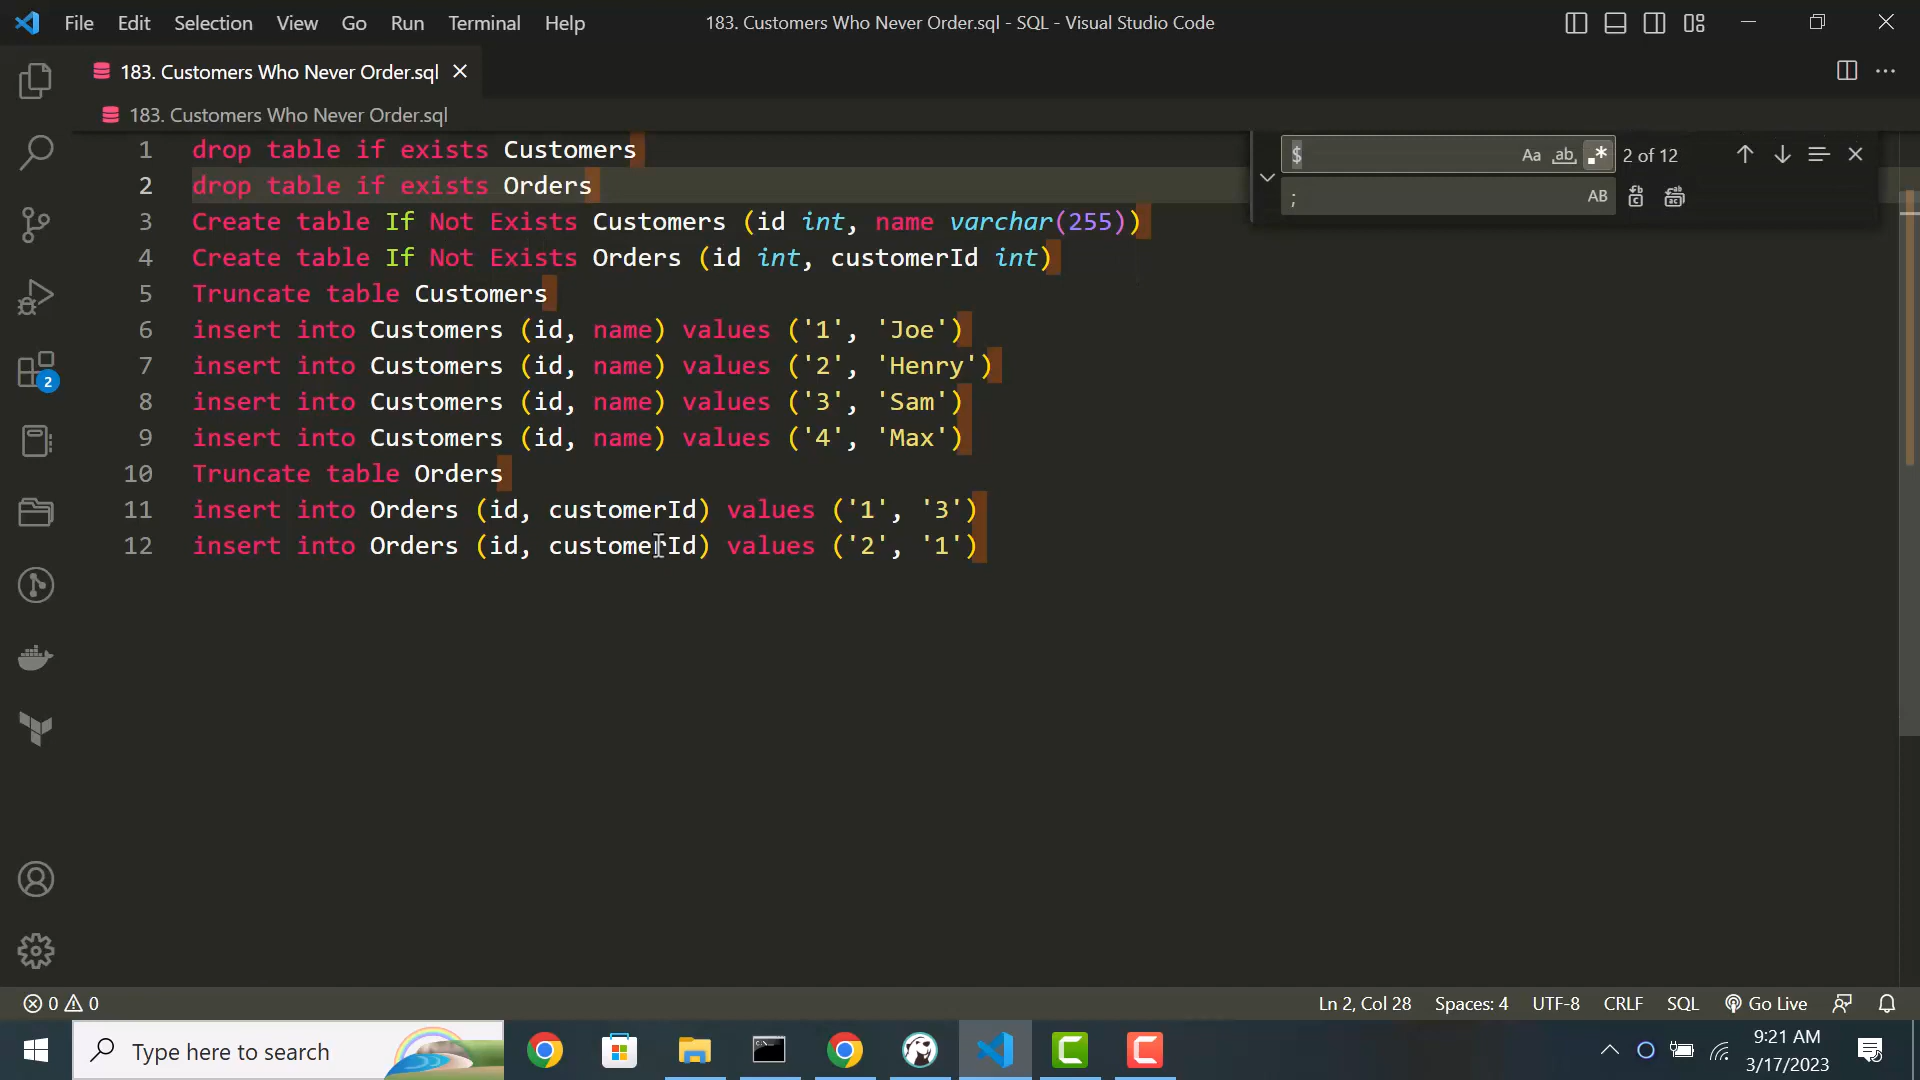 File Edit Selection View Go Run Terminal Help
183. Customers Who Never Order.sql - SQL - Visual Studio Code
183. Customers Who Never Order.sql
183. Customers Who Never Order.sql
$ Aa ab .* 2 of 12
; AB
1 drop table if exists Customers
2 drop table if exists Orders
3 Create table If Not Exists Customers (id int, name varchar(255))
4 Create table If Not Exists Orders (id int, customerId int)
5 Truncate table Customers
6 insert into Customers (id, name) values ('1', 'Joe')
7 insert into Customers (id, name) values ('2', 'Henry')
8 insert into Customers (id, name) values ('3', 'Sam')
9 insert into Customers (id, name) values ('4', 'Max')
10 Truncate table Orders
11 insert into Orders (id, customerId) values ('1', '3')
12 insert into Orders (id, customerId) values ('2', '1')
2
0 0 Ln 2, Col 28 Spaces: 4 UTF-8 CRLF SQL Go Live
Type here to search
9:21 AM
3/17/2023